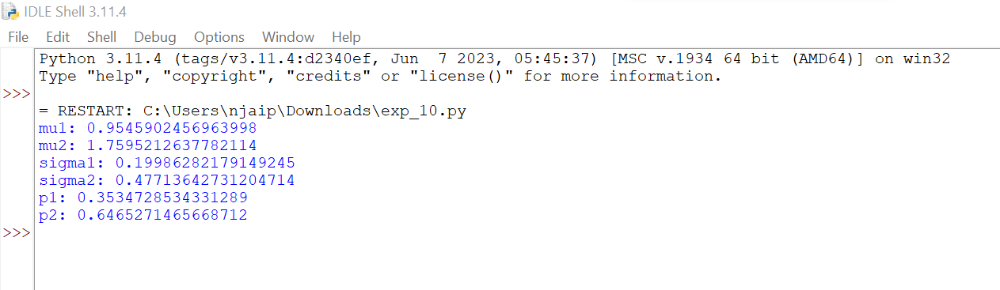 IDLE Shell 3.11.4
File Edit Shell Debug Options Window Help
Python 3.11.4 (tags/v3.11.4:d2340ef, Jun  7 2023, 05:45:37) [MSC v.1934 64 bit (AMD64)] on win32
Type "help", "copyright", "credits" or "license()" for more information.
>>>
= RESTART: C:\Users\njaip\Downloads\exp_10.py
mu1: 0.9545902456963998
mu2: 1.7595212637782114
sigma1: 0.19986282179149245
sigma2: 0.47713642731204714
p1: 0.3534728534331289
p2: 0.6465271465668712
>>>